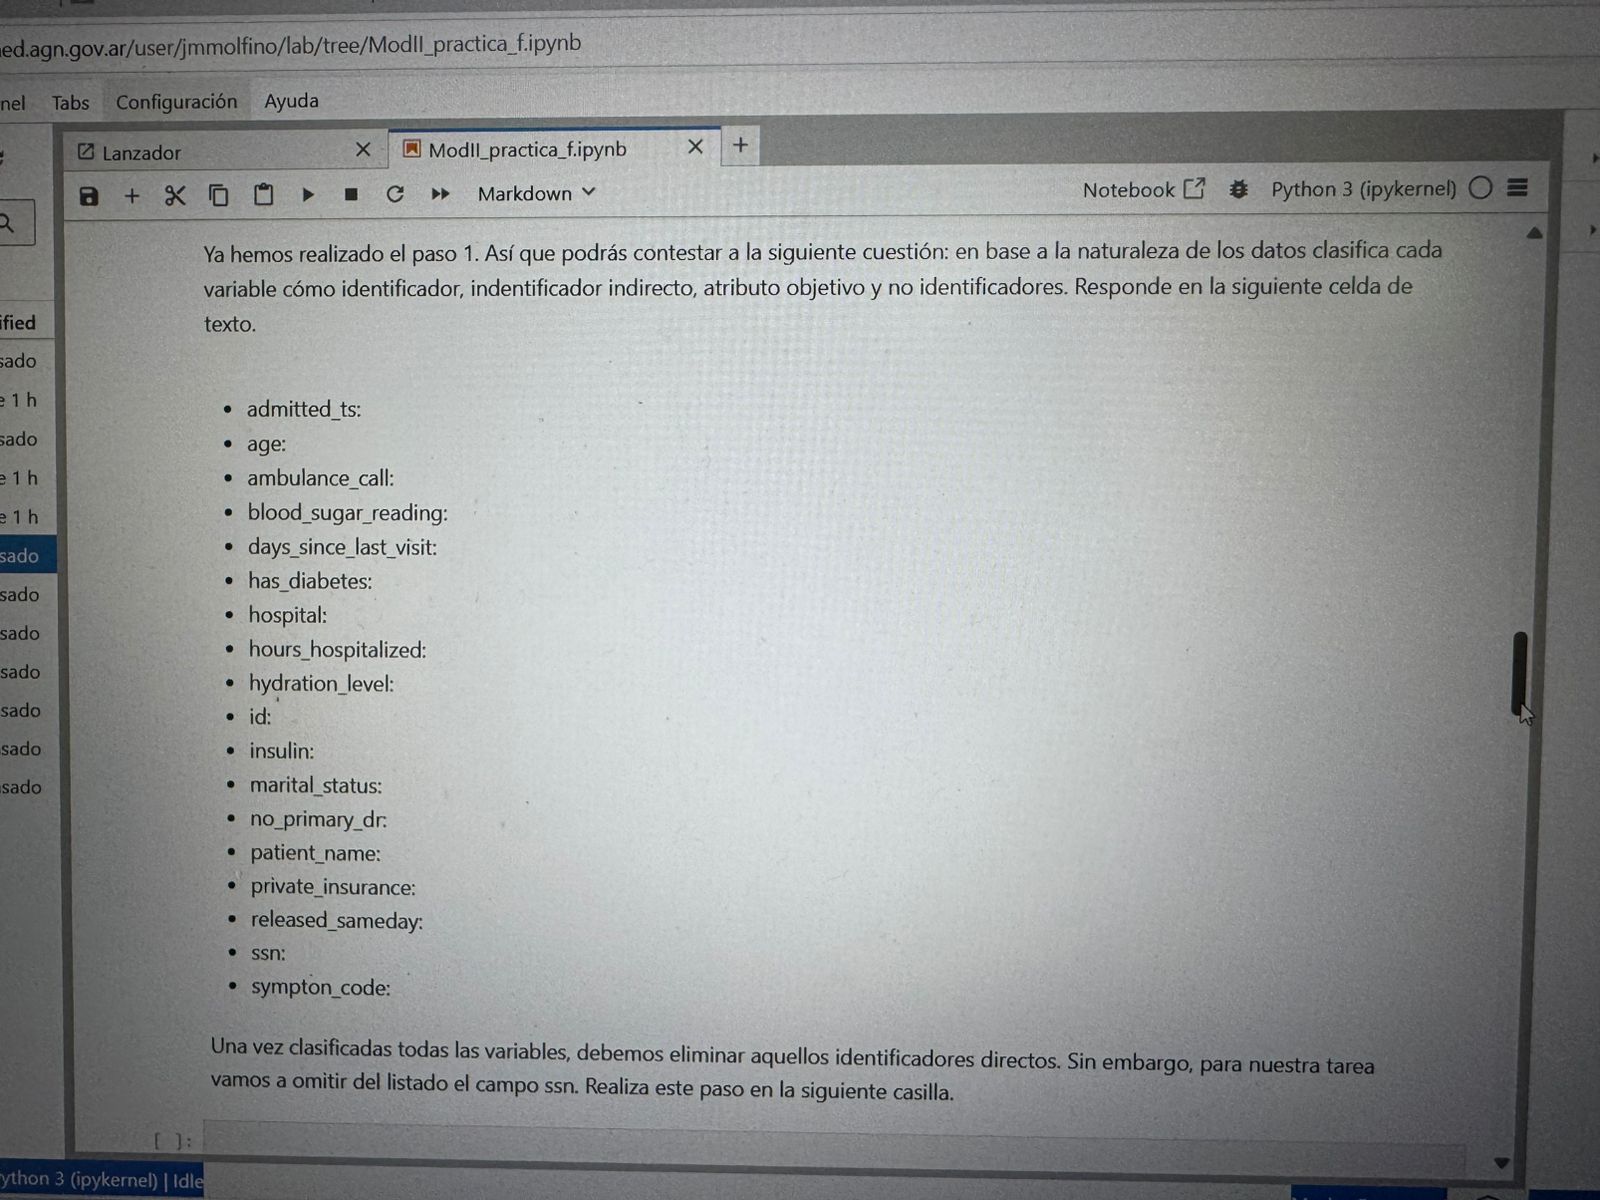 ed.agn.gov.ar/user/jmmolfino/lab/tree/ModII_practica_f.ipynb
nel Tabs Configuración Ayuda
Lanzador
ModII_practica_f.ipynb
Markdown
Notebook
Python 3 (ipykernel)
Ya hemos realizado el paso 1. Así que podrás contestar a la siguiente cuestión: en base a la naturaleza de los datos clasifica cada
variable cómo identificador, indentificador indirecto, atributo objetivo y no identificadores. Responde en la siguiente celda de
texto.
ified
sado
e 1 h
sado
e 1 h
e 1 h
sado
sado
sado
sado
sado
sado
sado
• admitted_ts:
• age:
• ambulance_call:
• blood_sugar_reading:
• days_since_last_visit:
• has_diabetes:
• hospital:
• hours_hospitalized:
• hydration_level:
• id:
• insulin:
• marital_status:
• no_primary_dr:
• patient_name:
• private_insurance:
• released_sameday:
• ssn:
• sympton_code:
Una vez clasificadas todas las variables, debemos eliminar aquellos identificadores directos. Sin embargo, para nuestra tarea
vamos a omitir del listado el campo ssn. Realiza este paso en la siguiente casilla.
[ ]:
ython 3 (ipykernel) | Idle